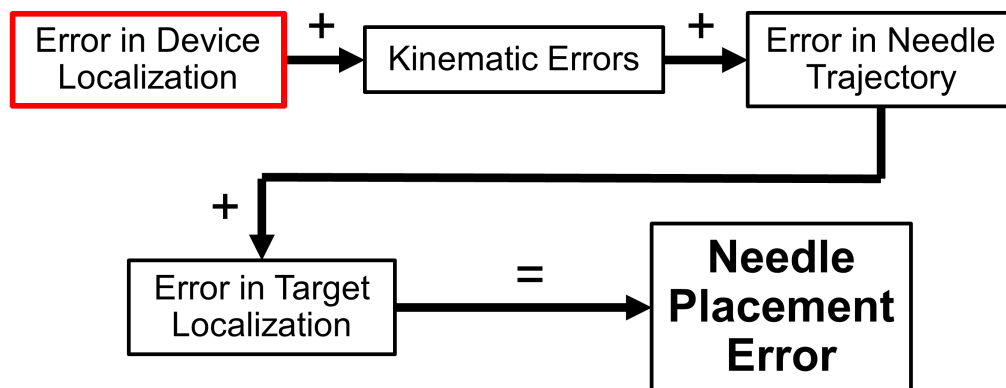 Error in Device
Localization
+
Kinematic Errors
+
Error in Needle
Trajectory
+
Error in Target
Localization
=
Needle
Placement
Error